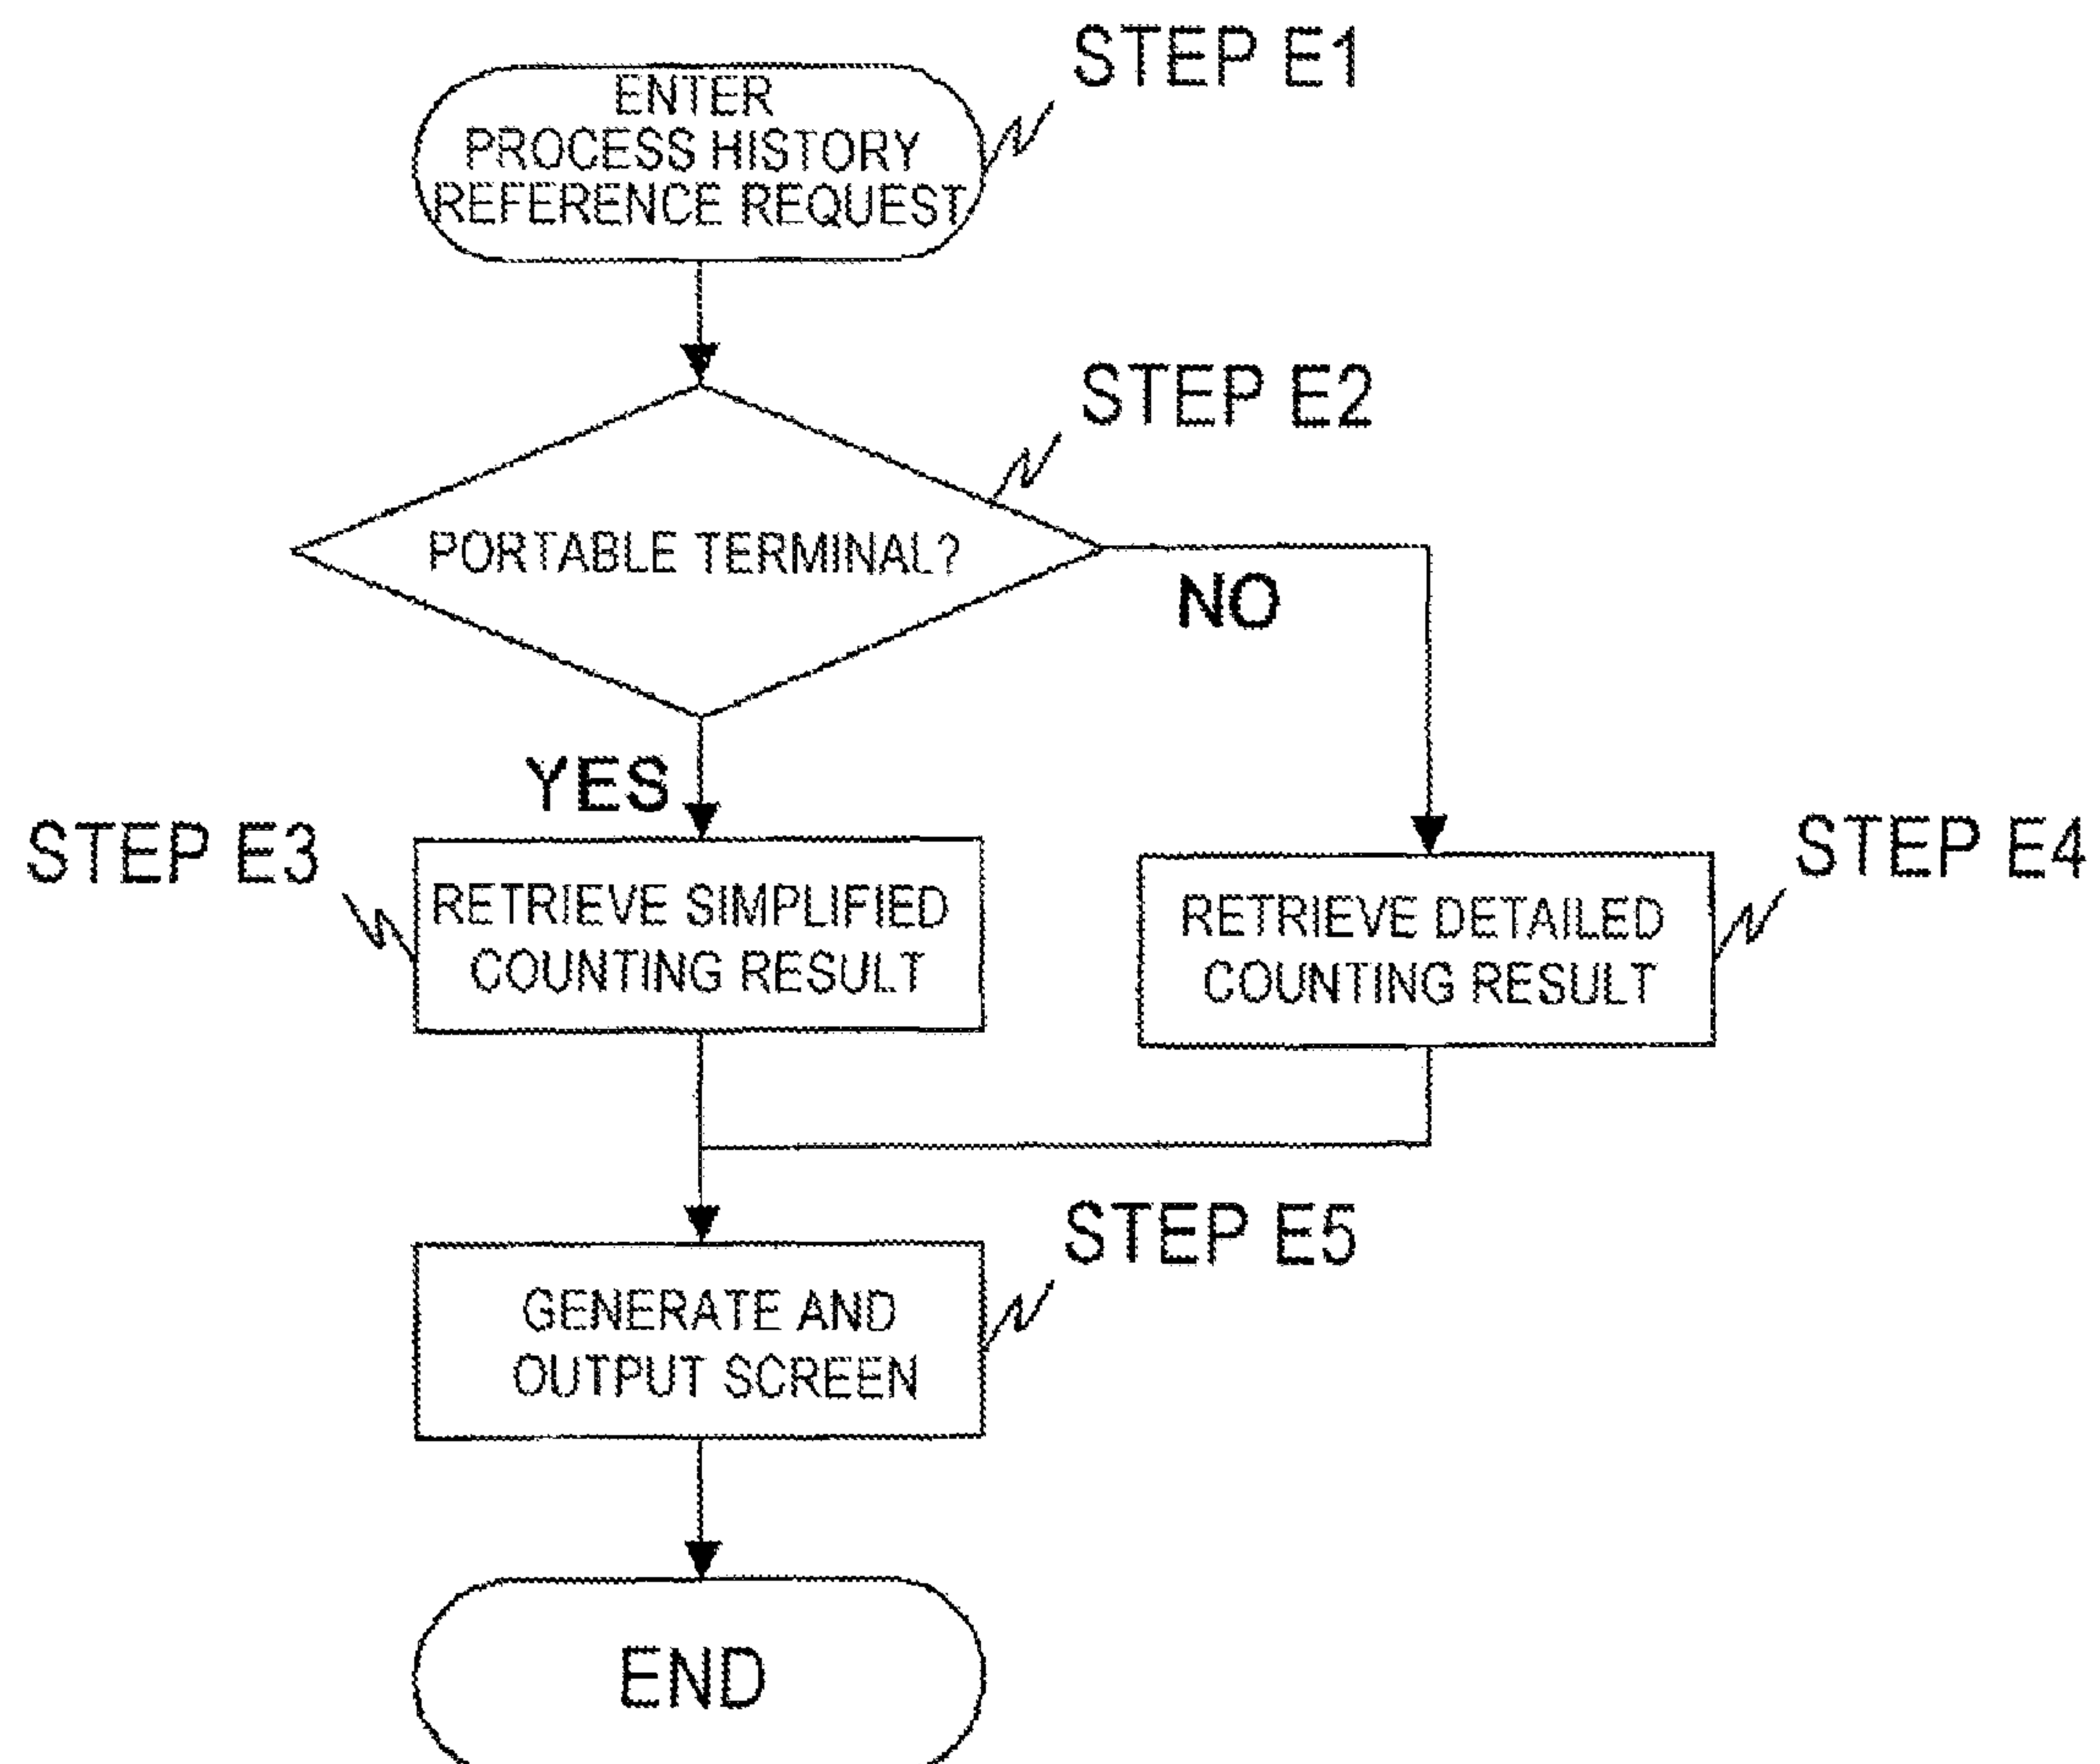 STEP E1
ENTER
PROCESS HISTORY
REFERENCE REQUEST
STEP E2
PORTABLE TERMINAL?
NO
YES
STEP E3
RETRIEVE SIMPLIFIED
COUNTING RESULT
STEP E4
RETRIEVE DETAILED
COUNTING RESULT
STEP E5
GENERATE AND
OUTPUT SCREEN
END